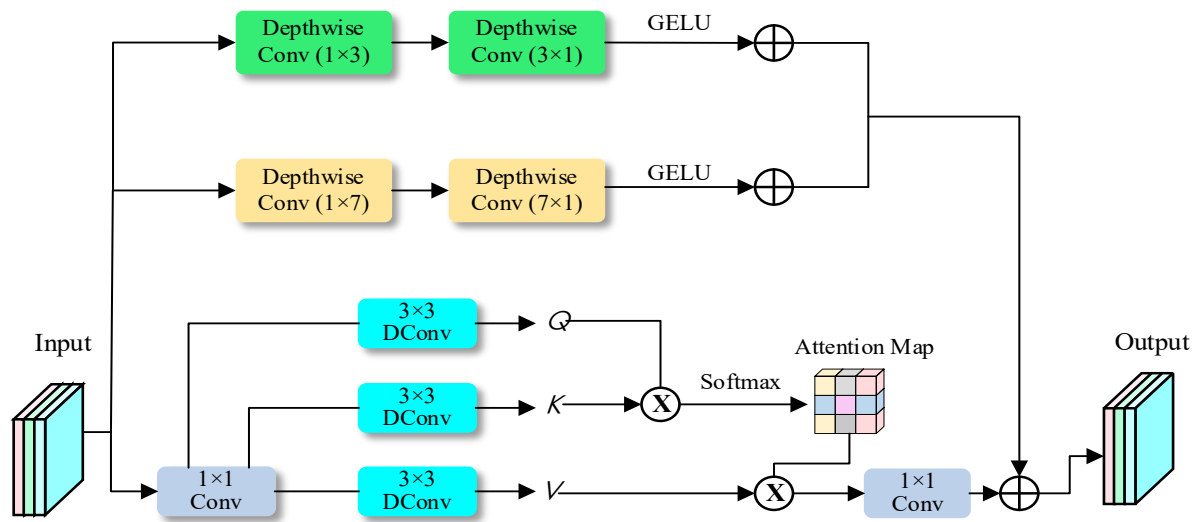 Depthwise
Conv (1×3)
Depthwise
Conv (3×1)
GELU
Depthwise
Conv (1×7)
Depthwise
Conv (7×1)
GELU
Input
3×3
DConv
Q
Attention Map
Output
Softmax
3×3
DConv
K
X
1×1
Conv
3×3
DConv
V
X
1×1
Conv